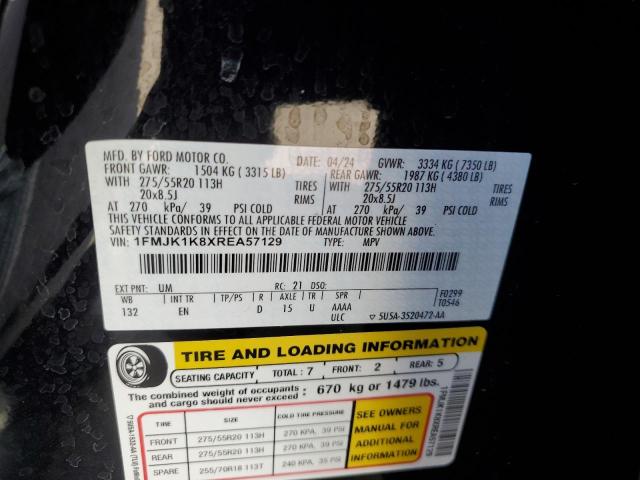 MFD. BY FORD MOTOR CO.
DATE: 04/24 GVWR: 3334 KG ( 7350 LB)
FRONT GAWR: 1504 KG ( 3315 LB) REAR GAWR: 1987 KG ( 4380 LB)
WITH 275/55R20 113H TIRES WITH 275/55R20 113H TIRES
20x8.5J RIMS 20x8.5J RIMS
AT 270 kPa/ 39 PSI COLD AT 270 kPa/ 39 PSI COLD
THIS VEHICLE CONFORMS TO ALL APPLICABLE FEDERAL MOTOR VEHICLE
SAFETY STANDARDS IN EFFECT ON THE DATE OF MANUFACTURE SHOWN ABOVE.
VIN: 1FMJK1K8XREA57129 TYPE: MPV
EXT PNT: UM RC: 21 DSO:
WB INT TR TP/PS R AXLE TR SPR F0299
132 EN D 15 U AAAA T0546
ULC 5USA-3520472-AA
TIRE AND LOADING INFORMATION
SEATING CAPACITY TOTAL : 7 FRONT: 2 REAR: 5
The combined weight of occupants and cargo should never exceed : 670 kg or 1479 lbs.
TIRE SIZE COLD TIRE PRESSURE
FRONT 275/55R20 113H 270 KPA, 39 PSI
REAR 275/55R20 113H 270 KPA, 39 PSI
SPARE 255/70R18 113T 240 KPA, 35 PSI
SEE OWNERS
MANUAL FOR
ADDITIONAL
INFORMATION